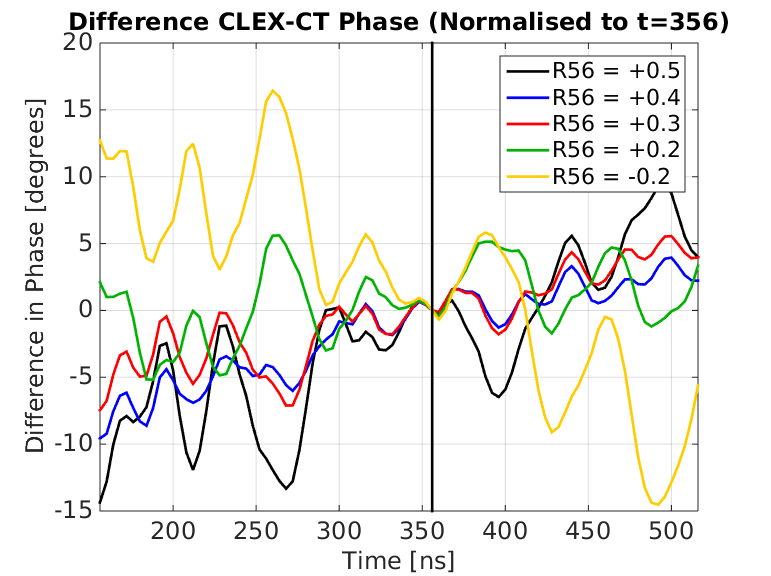 Difference CLEX-CT Phase (Normalised to t=356)
Difference in Phase [degrees]
20
15
10
5
0
-5
-10
-15
R56 = +0.5
R56 = +0.4
R56 = +0.3
R56 = +0.2
R56 = -0.2
200 250 300 350 400 450 500
Time [ns]